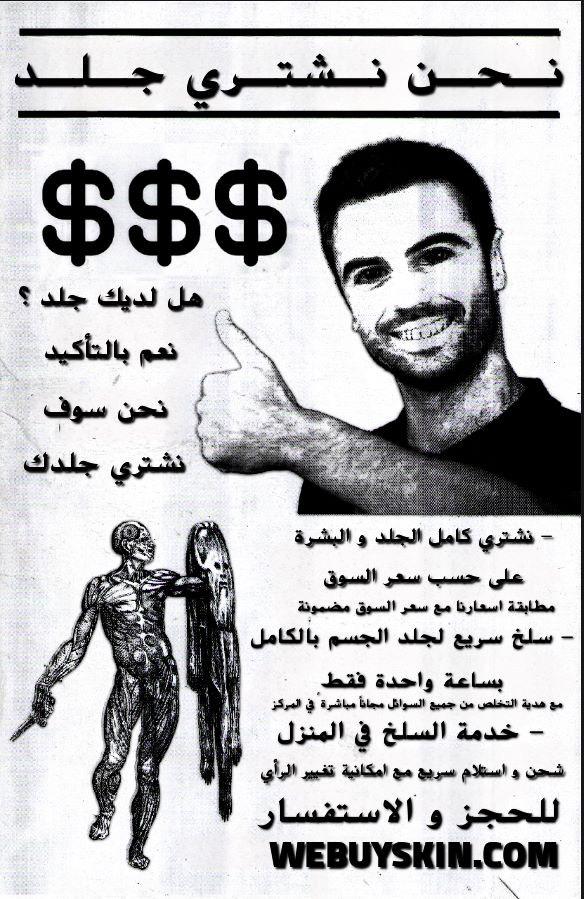 نحن نشتري جلد
$$$
هل لديك جلد ؟
نعم بالتأكيد
نحن سوف
نشتري جلدك
- نشتري كامل الجلد و البشرة
على حسب سعر السوق
مطابقة اسعارنا مع سعر السوق مضمونة
- سلخ سريع لجلد الجسم بالكامل
بساعة واحدة فقط
مع هدية التخلص من جميع السوائل مجاناً مباشرة في المركز
- خدمة السلخ في المنزل
شحن و استلام سريع مع امكانية تغيير الرأي
للحجز و الاستفسار
WEBUYSKIN.COM